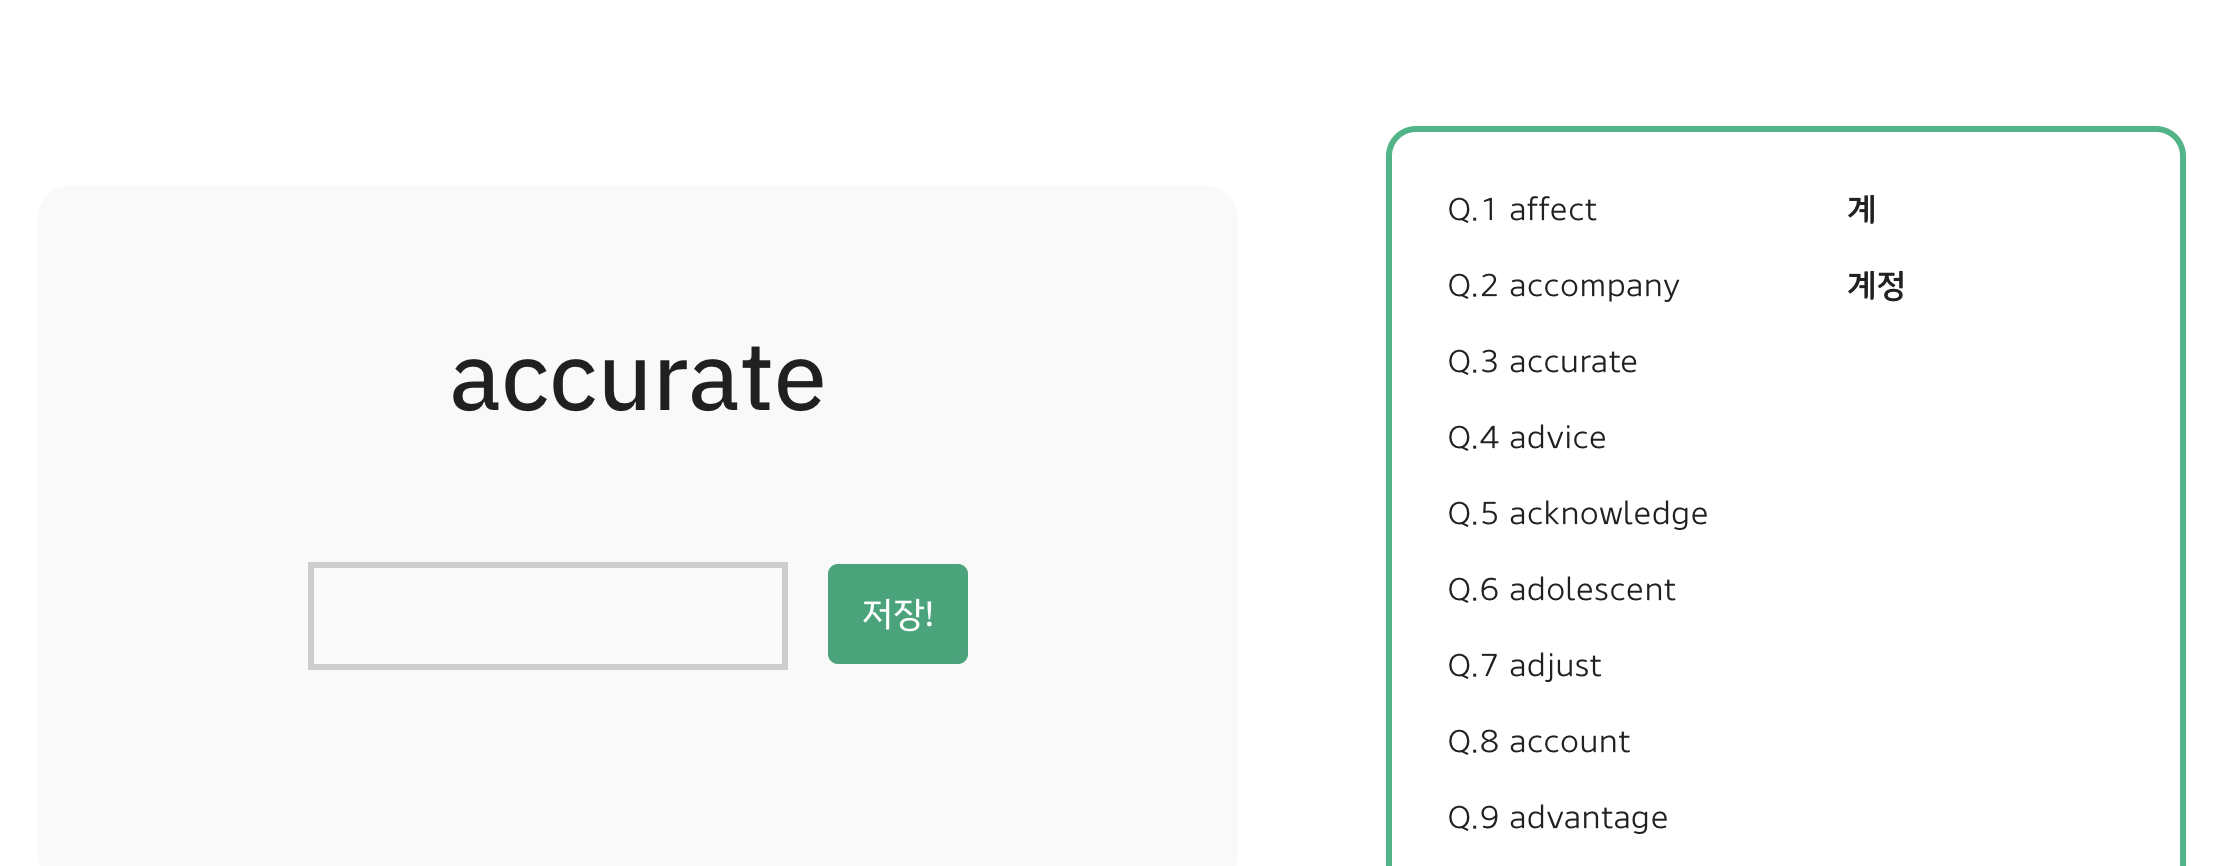 accurate
저장!
Q.1 affect 계
Q.2 accompany 계정
Q.3 accurate
Q.4 advice
Q.5 acknowledge
Q.6 adolescent
Q.7 adjust
Q.8 account
Q.9 advantage